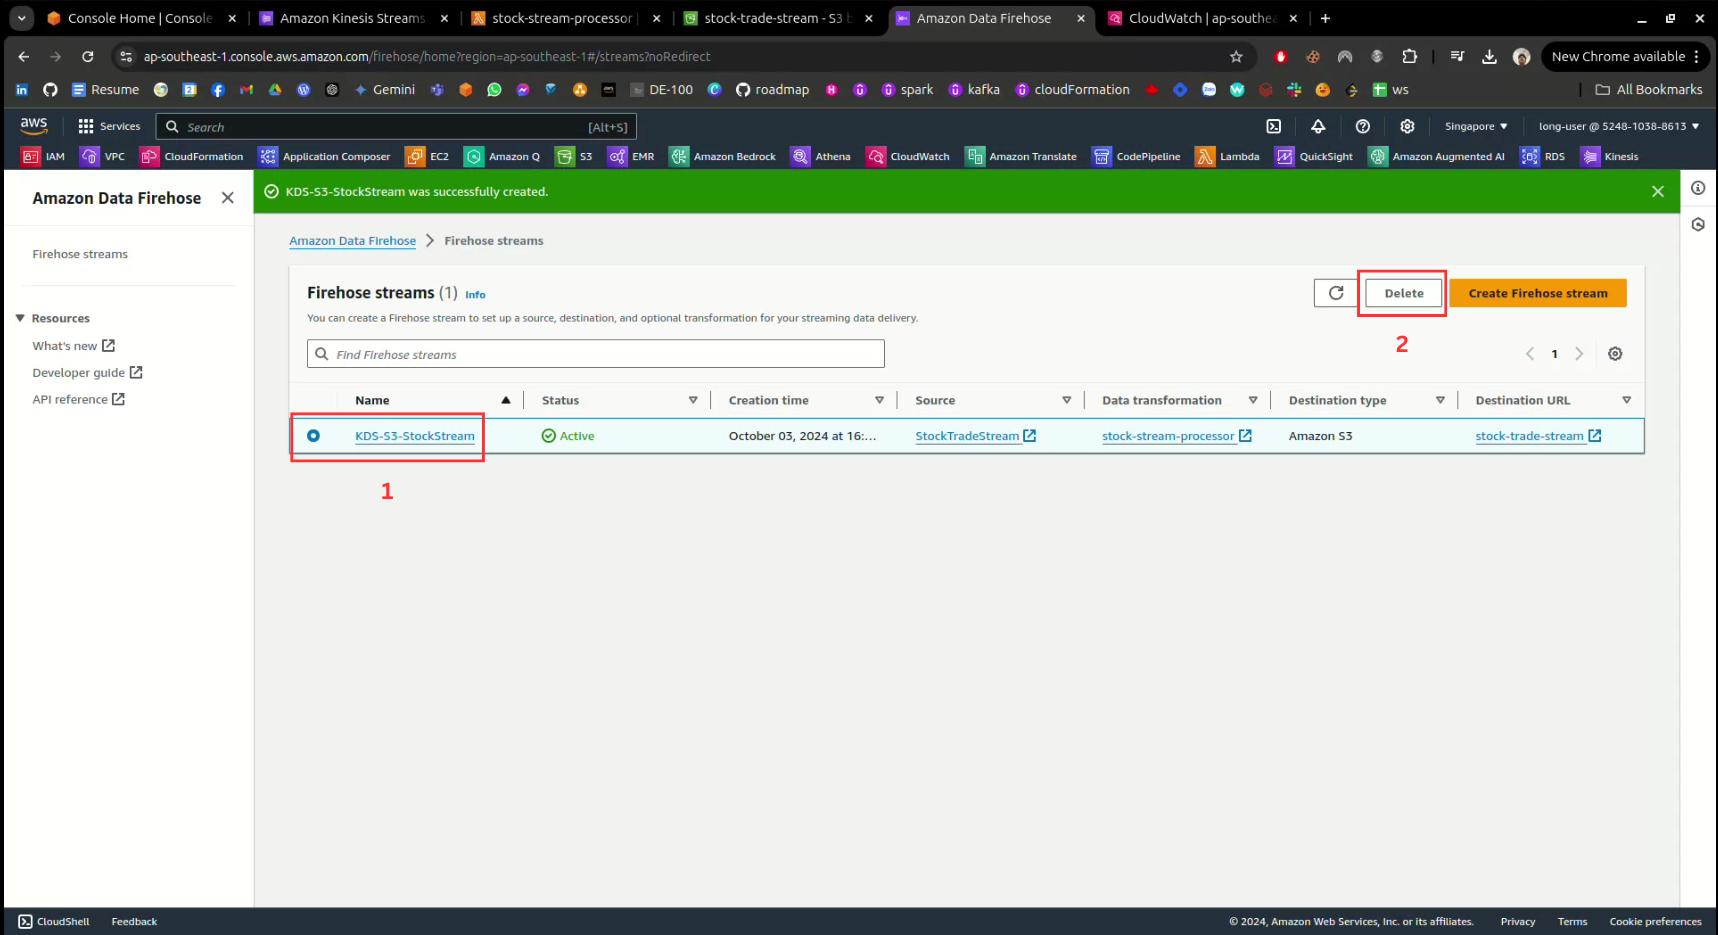 Console Home | Console
Amazon Kinesis Streams
stock-stream-processor |
stock-trade-stream - S3 b
Amazon Data Firehose
CloudWatch | ap-southea
ap-southeast-1.console.aws.amazon.com/firehose/home?region=ap-southeast-1#/streams?noRedirect
New Chrome available
Resume
Gemini
DE-100
roadmap
spark
kafka
cloudFormation
ws
All Bookmarks
aws
Services
Search
[Alt+S]
Singapore
long-user @ 5248-1038-8613
IAM
VPC
CloudFormation
Application Composer
EC2
Amazon Q
S3
EMR
Amazon Bedrock
Athena
CloudWatch
Amazon Translate
CodePipeline
Lambda
QuickSight
Amazon Augmented AI
RDS
Kinesis
Amazon Data Firehose
KDS-S3-StockStream was successfully created.
Firehose streams
Resources
What's new
Developer guide
API reference
Amazon Data Firehose
Firehose streams
Firehose streams (1) Info
Delete
Create Firehose stream
You can create a Firehose stream to set up a source, destination, and optional transformation for your streaming data delivery.
2
Find Firehose streams
1
Name
Status
Creation time
Source
Data transformation
Destination type
Destination URL
KDS-S3-StockStream
Active
October 03, 2024 at 16:...
StockTradeStream
stock-stream-processor
Amazon S3
stock-trade-stream
1
CloudShell
Feedback
© 2024, Amazon Web Services, Inc. or its affiliates.
Privacy
Terms
Cookie preferences